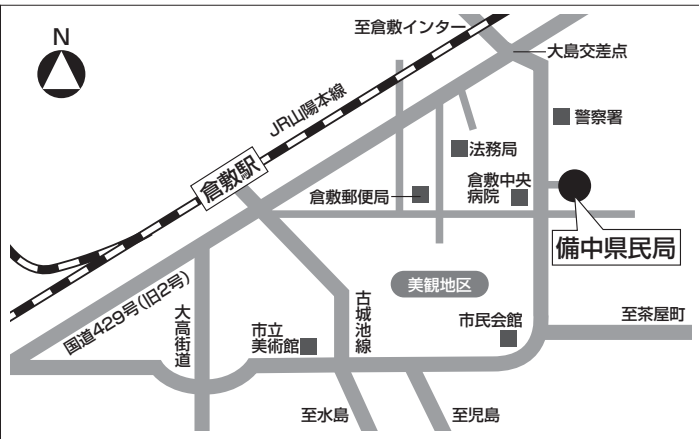 N
至倉敷インター
大島交差点
JR山陽本線
警察署
法務局
倉敷駅
倉敷中央
病院
倉敷郵便局
備中県民局
美観地区
国道429号(旧2号)
大高街道
古城池線
市立
美術館
市民会館
至茶屋町
至水島
至児島